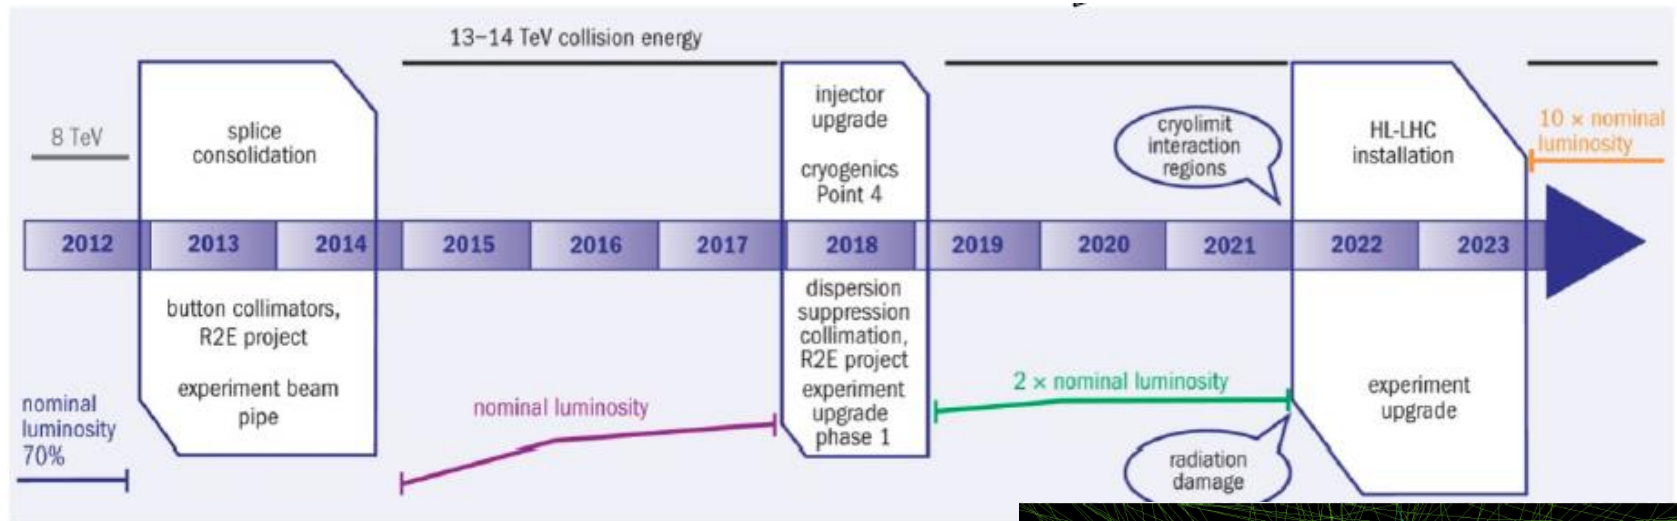 13–14 TeV collision energy
8 TeV
splice
consolidation
injector
upgrade
cryogenics
Point 4
cryolimit
interaction
regions
HL-LHC
installation
10 × nominal
luminosity
2012
2013
2014
2015
2016
2017
2018
2019
2020
2021
2022
2023
button collimators,
R2E project
experiment beam
pipe
nominal
luminosity
70%
nominal luminosity
dispersion
suppression
collimation,
R2E project
experiment
upgrade
phase 1
2 × nominal luminosity
radiation
damage
experiment
upgrade